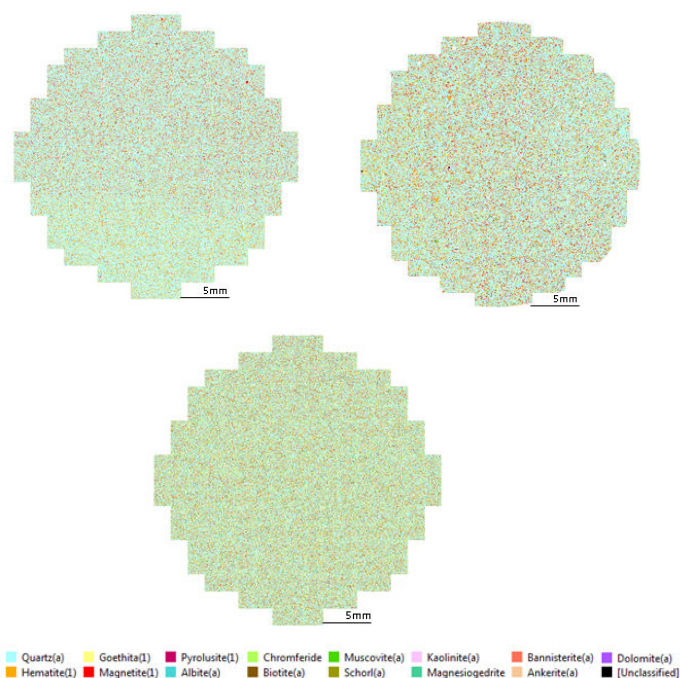 5mm
5mm
5mm
Quartz(a) Goethita(1) Pyrolusite(1) Chromferide Muscovite(a) Kaolinite(a) Bannisterite(a) Dolomite(a)
Hematite(1) Magnetite(1) Albite(a) Biotite(a) Schorl(a) Magnesiogedrite Ankerite(a) [Unclassified]